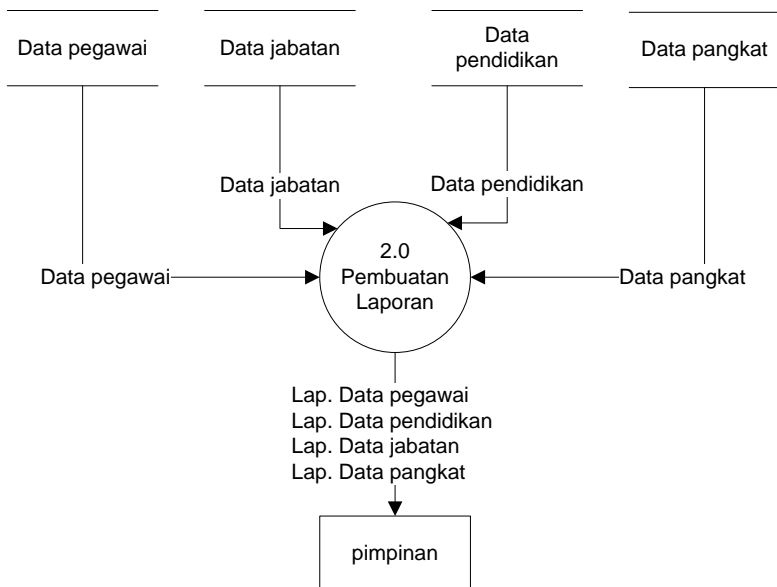 Data pegawai
Data jabatan
Data
pendidikan
Data pangkat
Data jabatan
Data pendidikan
2.0
Pembuatan
Laporan
Data pegawai
Data pangkat
Lap. Data pegawai
Lap. Data pendidikan
Lap. Data jabatan
Lap. Data pangkat
pimpinan